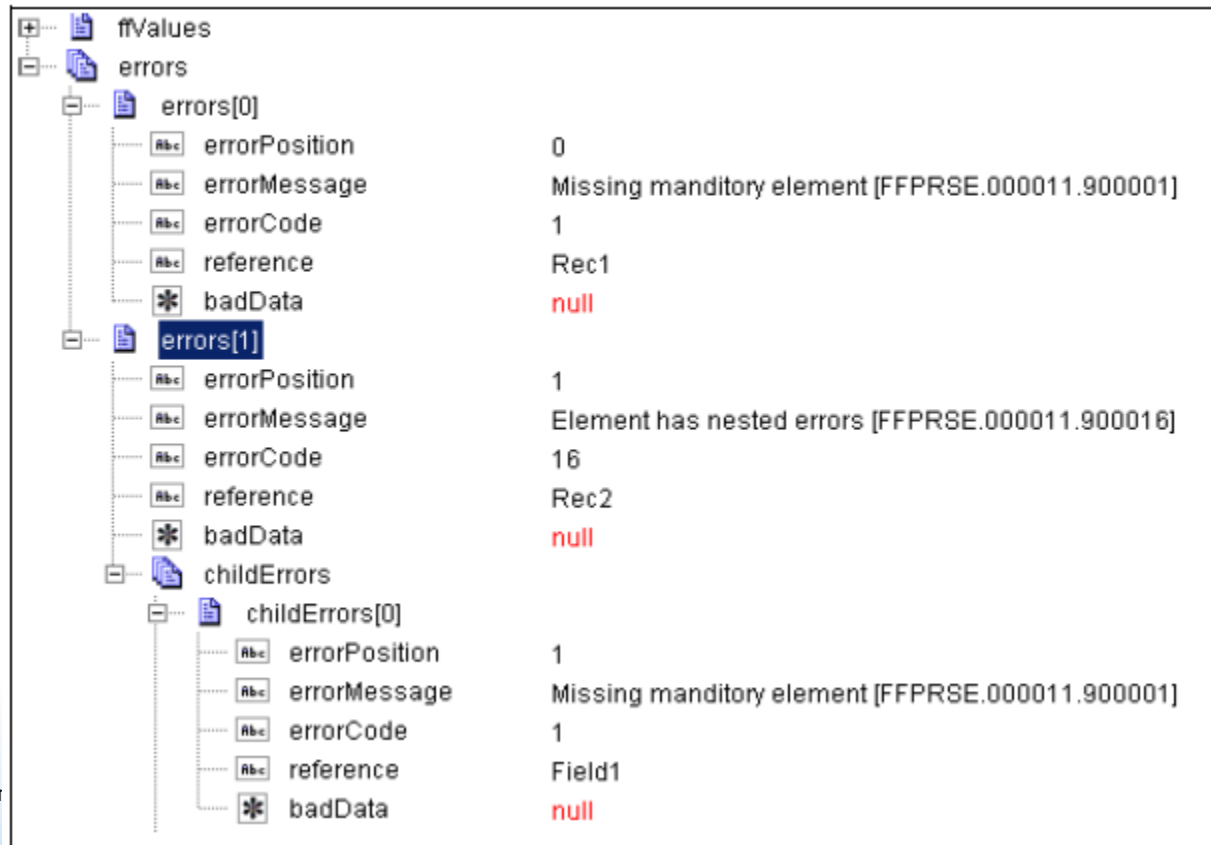 ffValues
errors
errors[0]
errorPosition 0
errorMessage Missing manditory element [FFPRSE.000011.900001]
errorCode 1
reference Rec1
badData null
errors[1]
errorPosition 1
errorMessage Element has nested errors [FFPRSE.000011.900016]
errorCode 16
reference Rec2
badData null
childErrors
childErrors[0]
errorPosition 1
errorMessage Missing manditory element [FFPRSE.000011.900001]
errorCode 1
reference Field1
badData null